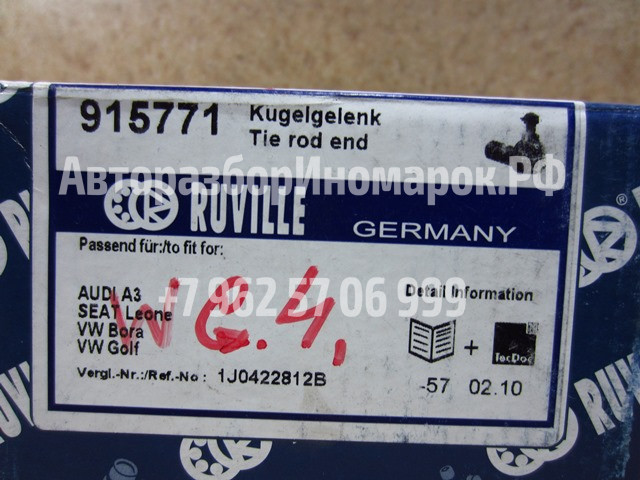 915771 Kugelgelenk
Tie rod end
АвторазборИномарок.РФ
RUVILLE GERMANY
®
Passend für:/to fit for:
AUDI A3
SEAT Leone
VW Bora
VW Golf
Detail Information
+7 962 57 06 999
+
TecDoc
Vergl.-Nr.:/Ref.-No : 1J0422812B
-57 02.10
RUVILLE
RUV